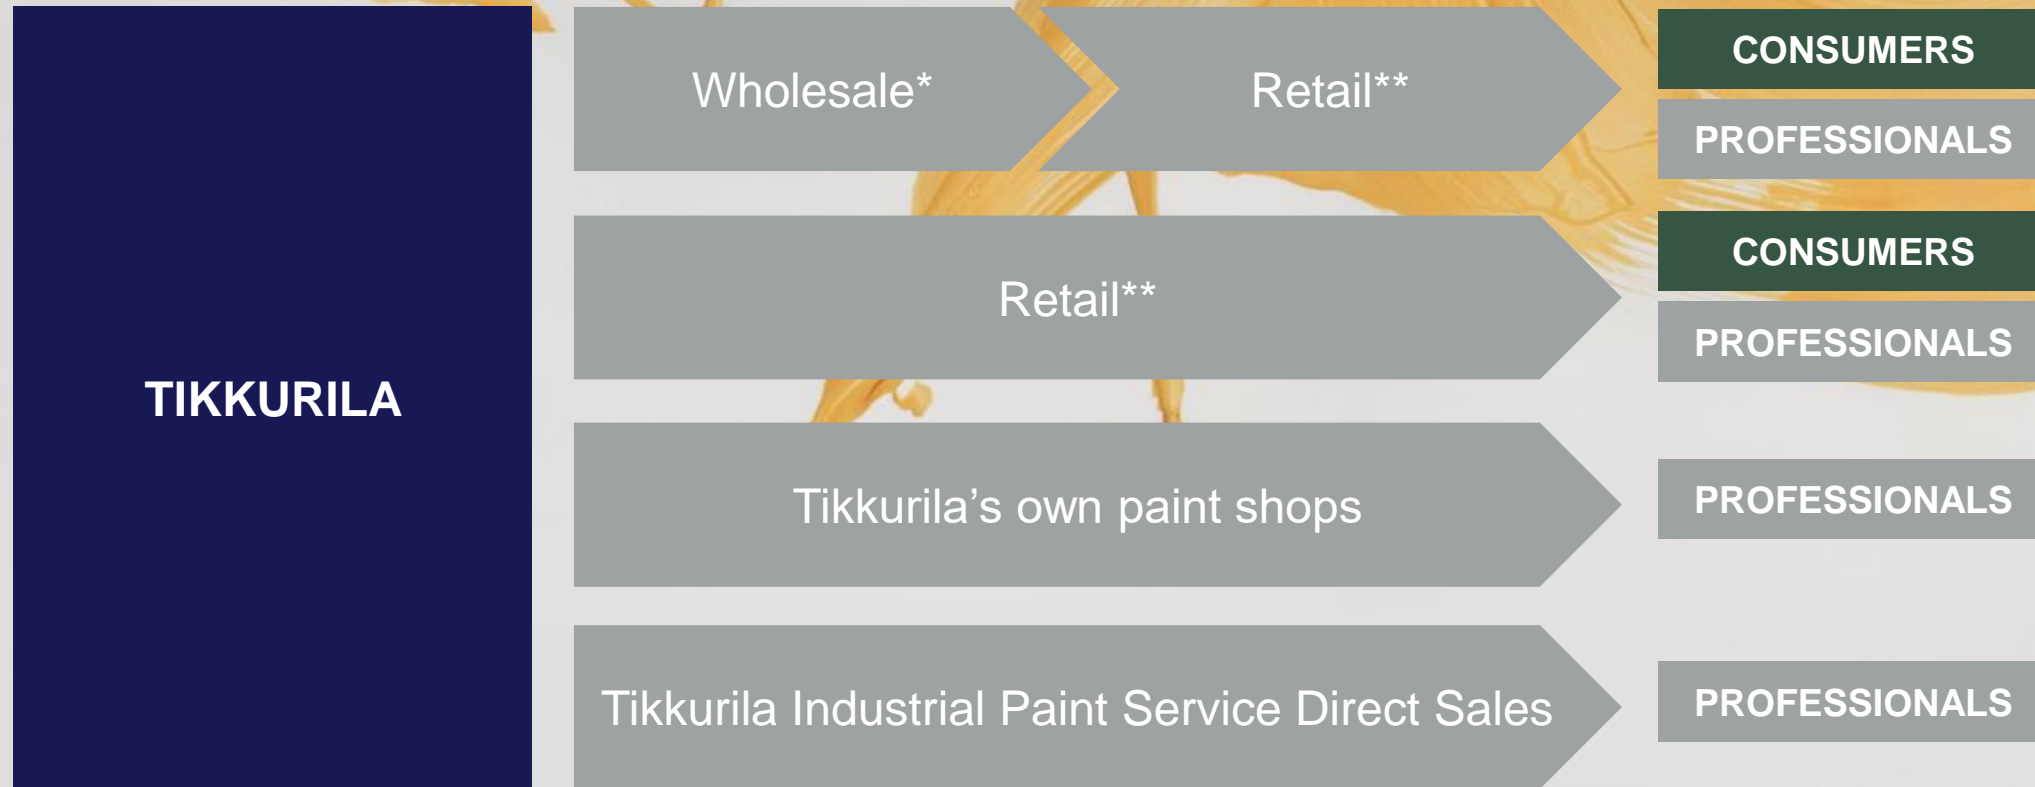 TIKKURILA
Wholesale*
Retail**
CONSUMERS
PROFESSIONALS
Retail**
CONSUMERS
PROFESSIONALS
Tikkurila’s own paint shops
PROFESSIONALS
Tikkurila Industrial Paint Service Direct Sales
PROFESSIONALS